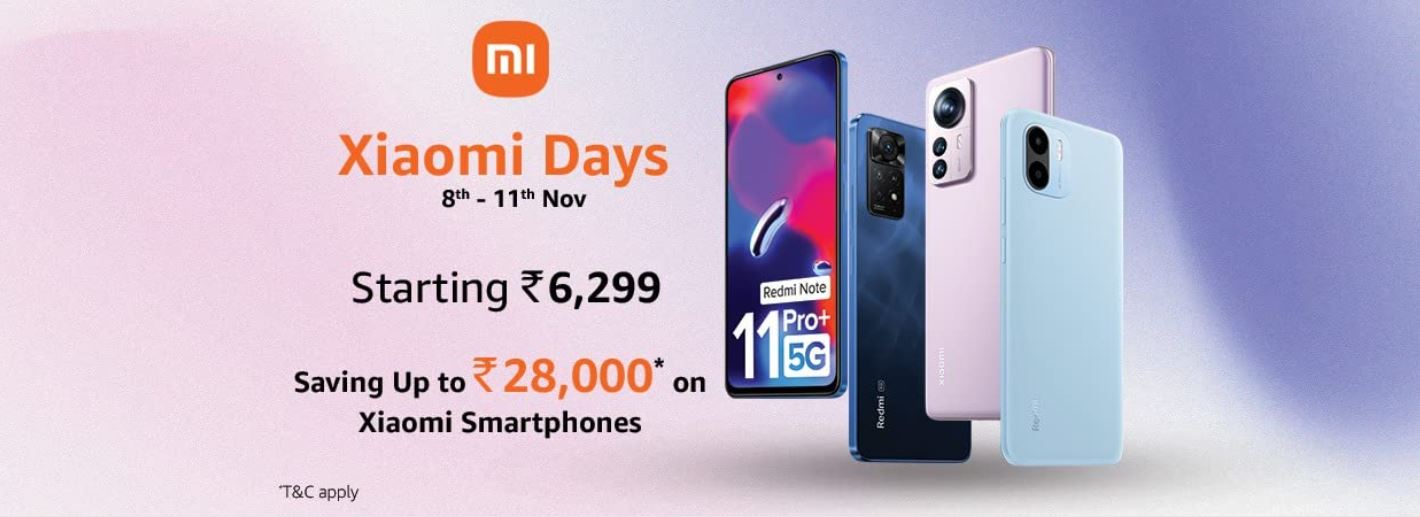 mi
Xiaomi Days
8th - 11th Nov
Starting ₹6,299
Saving Up to ₹28,000* on
Xiaomi Smartphones
*T&C apply
Redmi Note
11 Pro+
5G
Redmi
xiaomi
Redmi